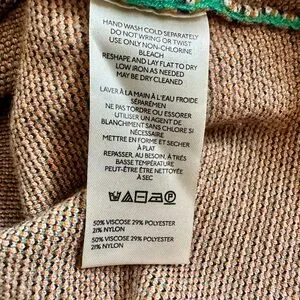 HAND WASH COLD SEPARATELY
DO NOT WRING OR TWIST
USE ONLY NON-CHLORINE
BLEACH
RESHAPE AND LAY FLAT TO DRY
LOW IRON AS NEEDED
MAY BE DRY CLEANED
LAVER À LA MAIN À L'EAU FROIDE
SÉPARÉMEN
NE PAS TORDRE OU ESSORER
UTILISER UN AGENT DE
BLANCHIMENT SANS CHLORE SI
NÉCESSAIRE
METTRE EN FORME ET SÉCHER
À PLAT
REPASSER, AU BESOIN, À TRÈS
BASSE TEMPÉRATURE
PEUT-ÊTRE ÊTRE NETTOYÉE
À SEC
50% VISCOSE 29% POLYESTER
21% NYLON
50% VISCOSE 29% POLYESTER
21% NYLON